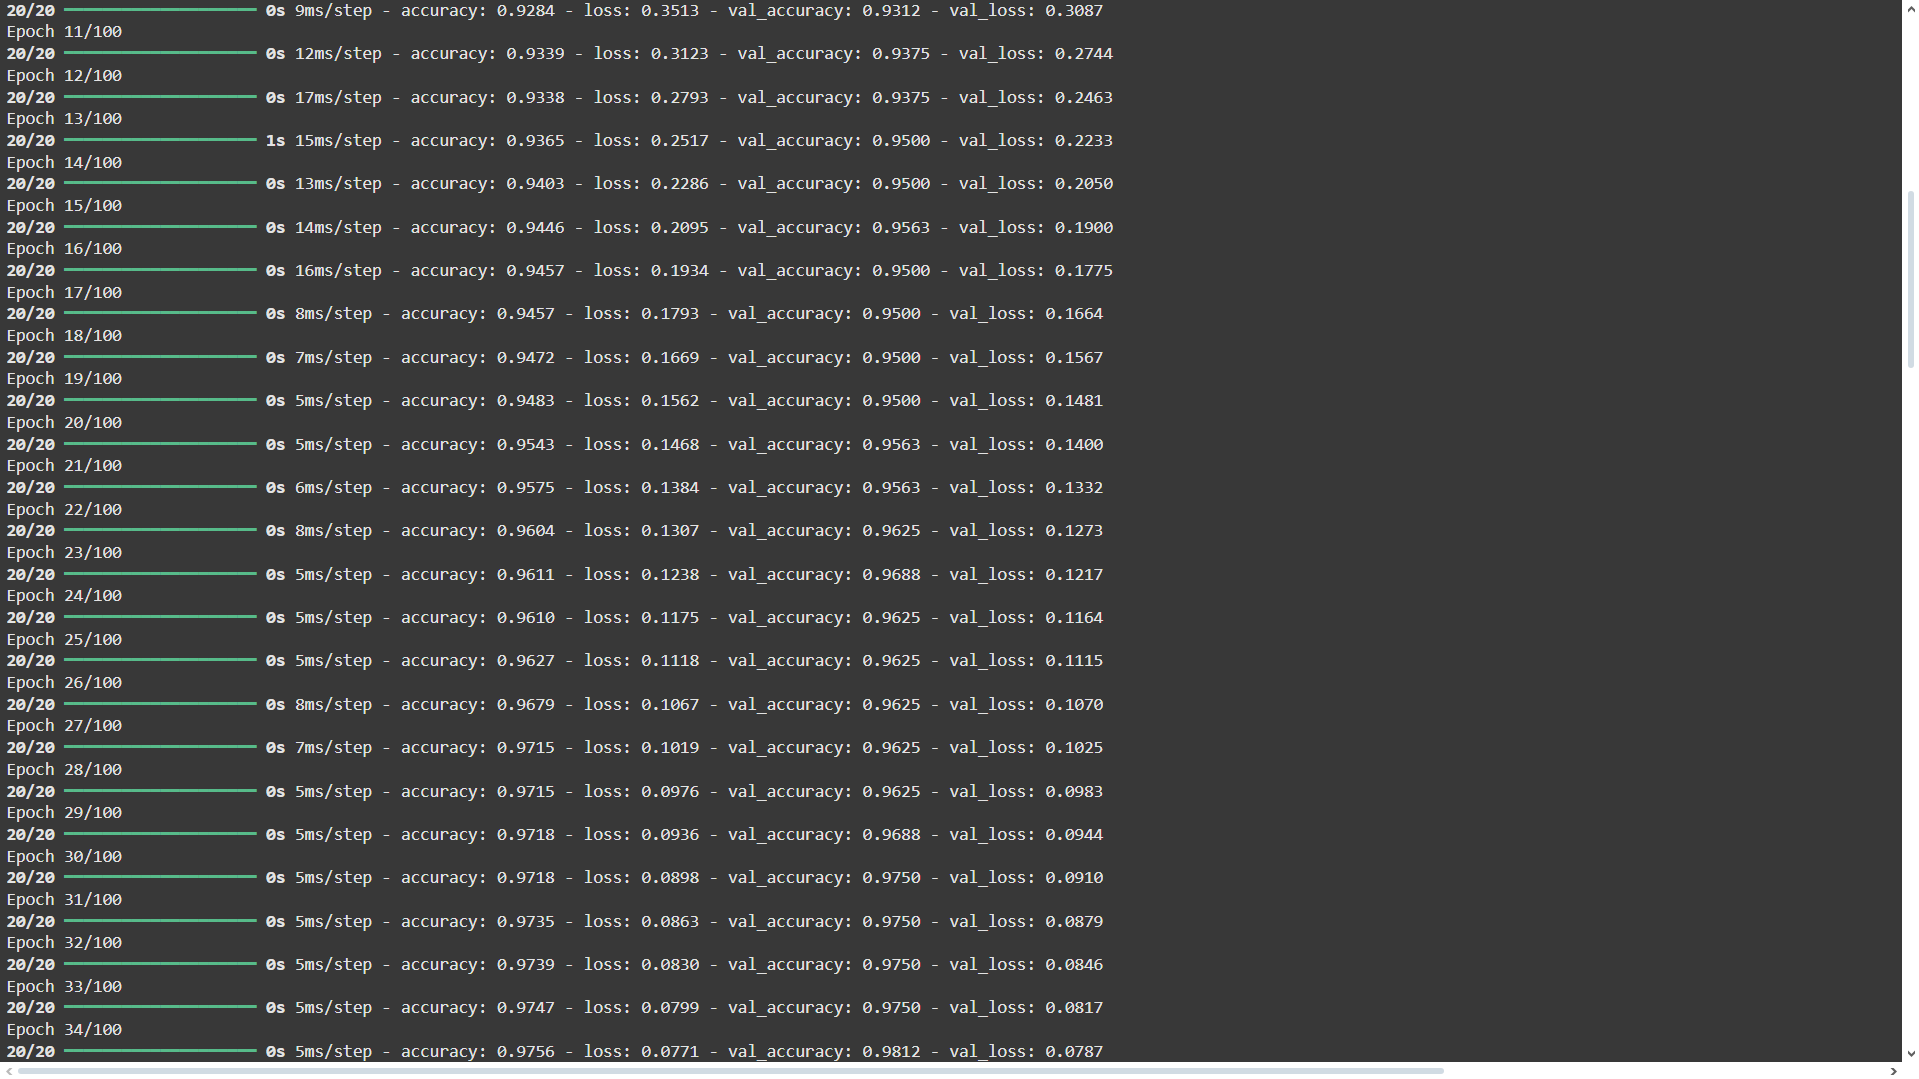 20/20 ━━━━━━━━━━━━━━━━━━━━ 0s 9ms/step - accuracy: 0.9284 - loss: 0.3513 - val_accuracy: 0.9312 - val_loss: 0.3087
Epoch 11/100
20/20 ━━━━━━━━━━━━━━━━━━━━ 0s 12ms/step - accuracy: 0.9339 - loss: 0.3123 - val_accuracy: 0.9375 - val_loss: 0.2744
Epoch 12/100
20/20 ━━━━━━━━━━━━━━━━━━━━ 0s 17ms/step - accuracy: 0.9338 - loss: 0.2793 - val_accuracy: 0.9375 - val_loss: 0.2463
Epoch 13/100
20/20 ━━━━━━━━━━━━━━━━━━━━ 1s 15ms/step - accuracy: 0.9365 - loss: 0.2517 - val_accuracy: 0.9500 - val_loss: 0.2233
Epoch 14/100
20/20 ━━━━━━━━━━━━━━━━━━━━ 0s 13ms/step - accuracy: 0.9403 - loss: 0.2286 - val_accuracy: 0.9500 - val_loss: 0.2050
Epoch 15/100
20/20 ━━━━━━━━━━━━━━━━━━━━ 0s 14ms/step - accuracy: 0.9446 - loss: 0.2095 - val_accuracy: 0.9563 - val_loss: 0.1900
Epoch 16/100
20/20 ━━━━━━━━━━━━━━━━━━━━ 0s 16ms/step - accuracy: 0.9457 - loss: 0.1934 - val_accuracy: 0.9500 - val_loss: 0.1775
Epoch 17/100
20/20 ━━━━━━━━━━━━━━━━━━━━ 0s 8ms/step - accuracy: 0.9457 - loss: 0.1793 - val_accuracy: 0.9500 - val_loss: 0.1664
Epoch 18/100
20/20 ━━━━━━━━━━━━━━━━━━━━ 0s 7ms/step - accuracy: 0.9472 - loss: 0.1669 - val_accuracy: 0.9500 - val_loss: 0.1567
Epoch 19/100
20/20 ━━━━━━━━━━━━━━━━━━━━ 0s 5ms/step - accuracy: 0.9483 - loss: 0.1562 - val_accuracy: 0.9500 - val_loss: 0.1481
Epoch 20/100
20/20 ━━━━━━━━━━━━━━━━━━━━ 0s 5ms/step - accuracy: 0.9543 - loss: 0.1468 - val_accuracy: 0.9563 - val_loss: 0.1400
Epoch 21/100
20/20 ━━━━━━━━━━━━━━━━━━━━ 0s 6ms/step - accuracy: 0.9575 - loss: 0.1384 - val_accuracy: 0.9563 - val_loss: 0.1332
Epoch 22/100
20/20 ━━━━━━━━━━━━━━━━━━━━ 0s 8ms/step - accuracy: 0.9604 - loss: 0.1307 - val_accuracy: 0.9625 - val_loss: 0.1273
Epoch 23/100
20/20 ━━━━━━━━━━━━━━━━━━━━ 0s 5ms/step - accuracy: 0.9611 - loss: 0.1238 - val_accuracy: 0.9688 - val_loss: 0.1217
Epoch 24/100
20/20 ━━━━━━━━━━━━━━━━━━━━ 0s 5ms/step - accuracy: 0.9610 - loss: 0.1175 - val_accuracy: 0.9625 - val_loss: 0.1164
Epoch 25/100
20/20 ━━━━━━━━━━━━━━━━━━━━ 0s 5ms/step - accuracy: 0.9627 - loss: 0.1118 - val_accuracy: 0.9625 - val_loss: 0.1115
Epoch 26/100
20/20 ━━━━━━━━━━━━━━━━━━━━ 0s 8ms/step - accuracy: 0.9679 - loss: 0.1067 - val_accuracy: 0.9625 - val_loss: 0.1070
Epoch 27/100
20/20 ━━━━━━━━━━━━━━━━━━━━ 0s 7ms/step - accuracy: 0.9715 - loss: 0.1019 - val_accuracy: 0.9625 - val_loss: 0.1025
Epoch 28/100
20/20 ━━━━━━━━━━━━━━━━━━━━ 0s 5ms/step - accuracy: 0.9715 - loss: 0.0976 - val_accuracy: 0.9625 - val_loss: 0.0983
Epoch 29/100
20/20 ━━━━━━━━━━━━━━━━━━━━ 0s 5ms/step - accuracy: 0.9718 - loss: 0.0936 - val_accuracy: 0.9688 - val_loss: 0.0944
Epoch 30/100
20/20 ━━━━━━━━━━━━━━━━━━━━ 0s 5ms/step - accuracy: 0.9718 - loss: 0.0898 - val_accuracy: 0.9750 - val_loss: 0.0910
Epoch 31/100
20/20 ━━━━━━━━━━━━━━━━━━━━ 0s 5ms/step - accuracy: 0.9735 - loss: 0.0863 - val_accuracy: 0.9750 - val_loss: 0.0879
Epoch 32/100
20/20 ━━━━━━━━━━━━━━━━━━━━ 0s 5ms/step - accuracy: 0.9739 - loss: 0.0830 - val_accuracy: 0.9750 - val_loss: 0.0846
Epoch 33/100
20/20 ━━━━━━━━━━━━━━━━━━━━ 0s 5ms/step - accuracy: 0.9747 - loss: 0.0799 - val_accuracy: 0.9750 - val_loss: 0.0817
Epoch 34/100
20/20 ━━━━━━━━━━━━━━━━━━━━ 0s 5ms/step - accuracy: 0.9756 - loss: 0.0771 - val_accuracy: 0.9812 - val_loss: 0.0787